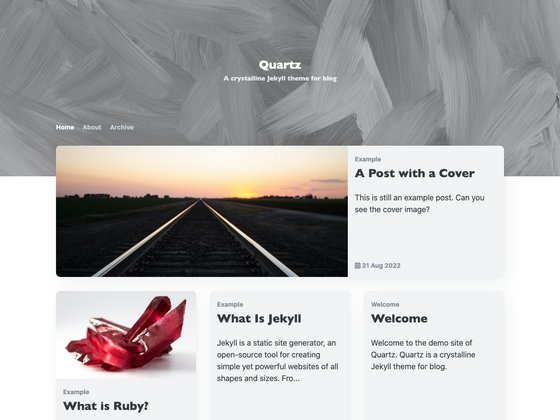 Quartz
A crystalline Jekyll theme for blog
Home About Archive
Example
A Post with a Cover
This is still an example post. Can you
see the cover image?
31 Aug 2022
Example
What is Ruby?
Example
What Is Jekyll
Jekyll is a static site generator, an
open-source tool for creating
simple yet powerful websites of all
shapes and sizes. Fro...
Welcome
Welcome
Welcome to the demo site of
Quartz. Quartz is a crystalline
Jekyll theme for blog.